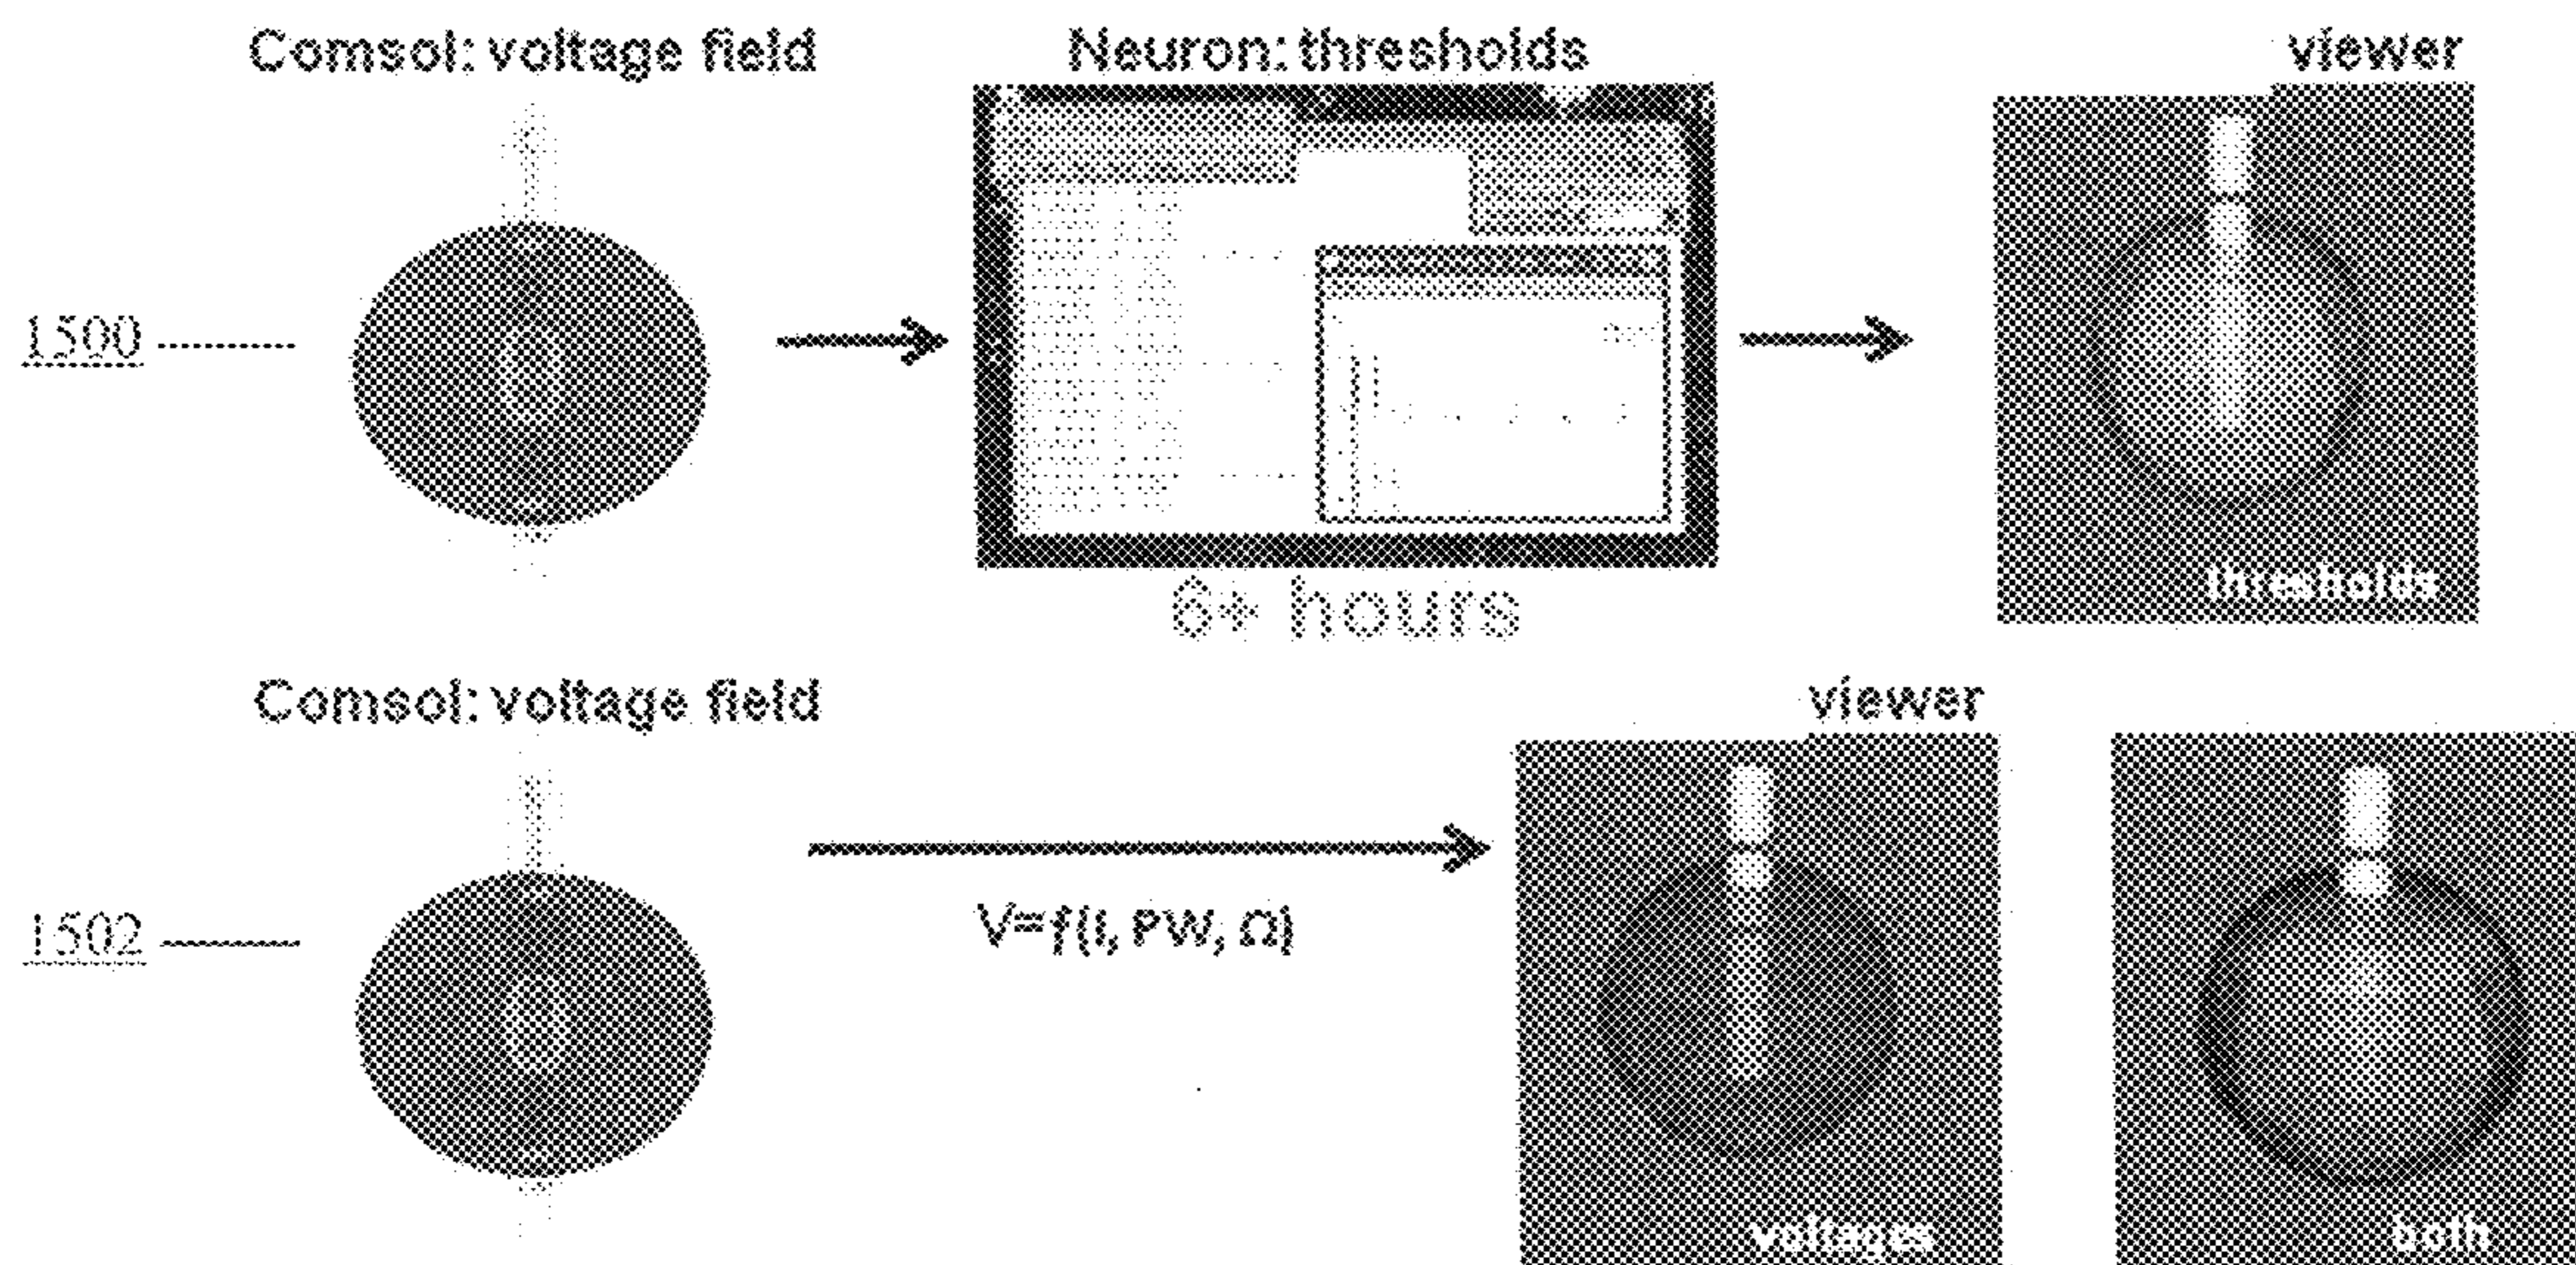 Comsol: voltage field
Neuron: thresholds
viewer
1500
thresholds
6+ hours
Comsol: voltage field
viewer
1502
V=f(I, PW, Ω)
voltages
both